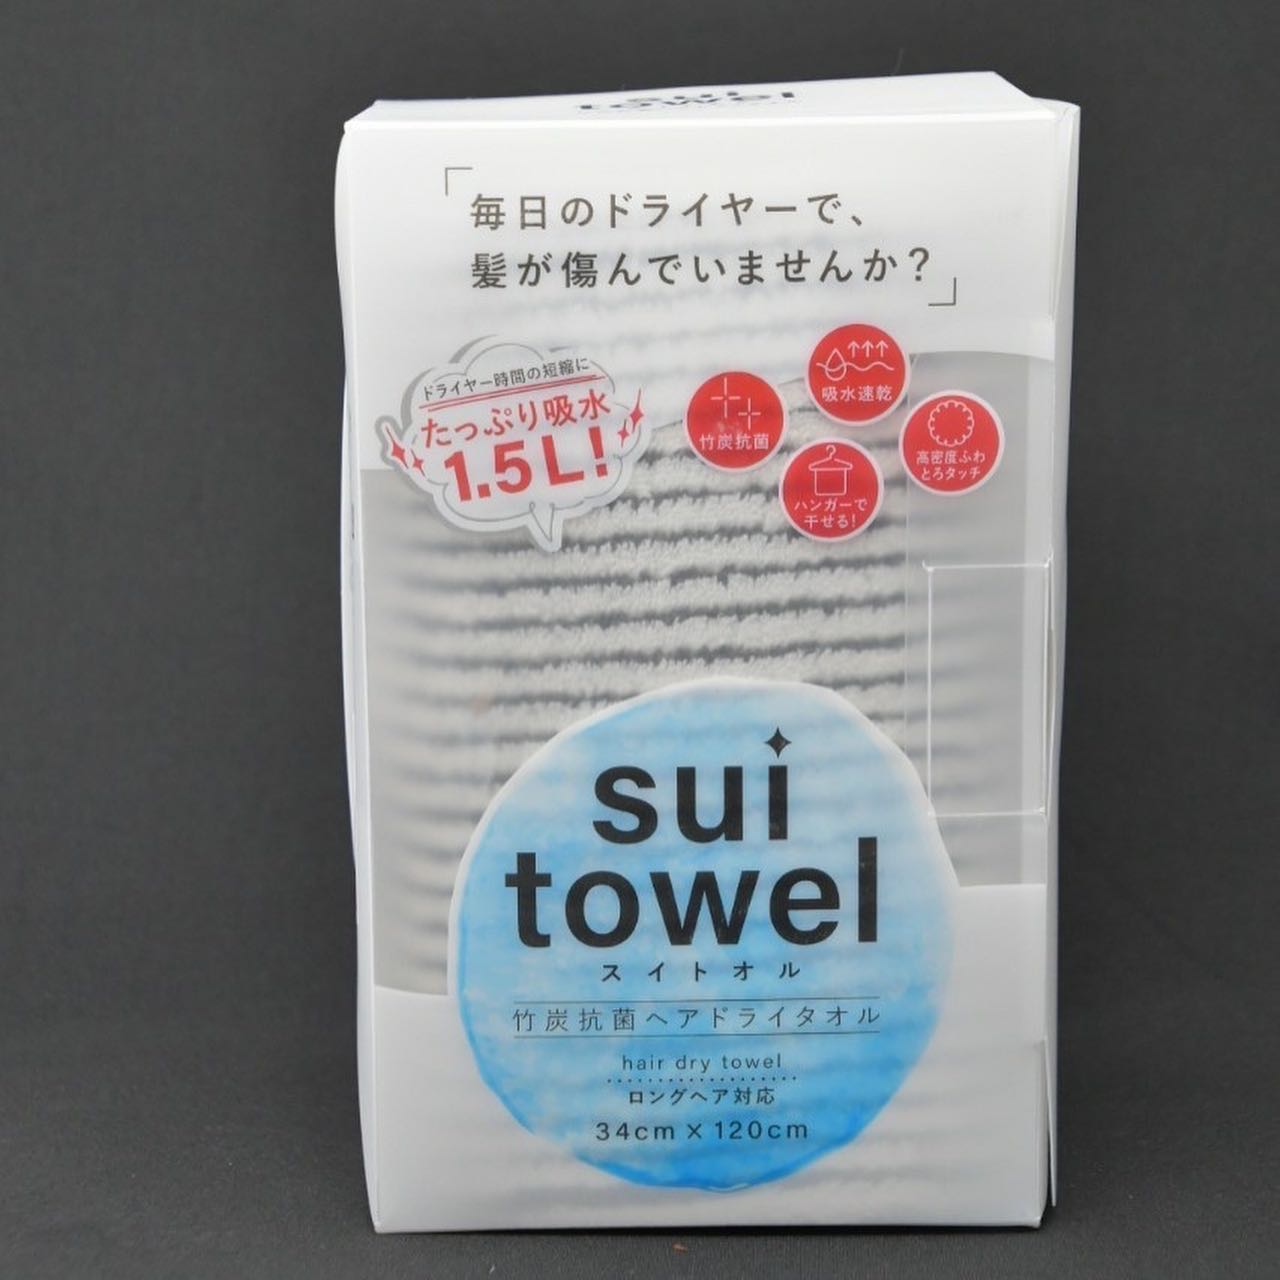 sui
towel
「毎日のドライヤーで、
髪が傷んでいませんか?」
ドライヤー時間の短縮に
たっぷり吸水
1.5L!
竹炭抗菌
吸水速乾
ハンガーで
干せる!
高密度ふわ
とろタッチ
sui
towel
スイトオル
竹炭抗菌ヘアドライタオル
hair dry towel
ロングヘア対応
34cm×120cm